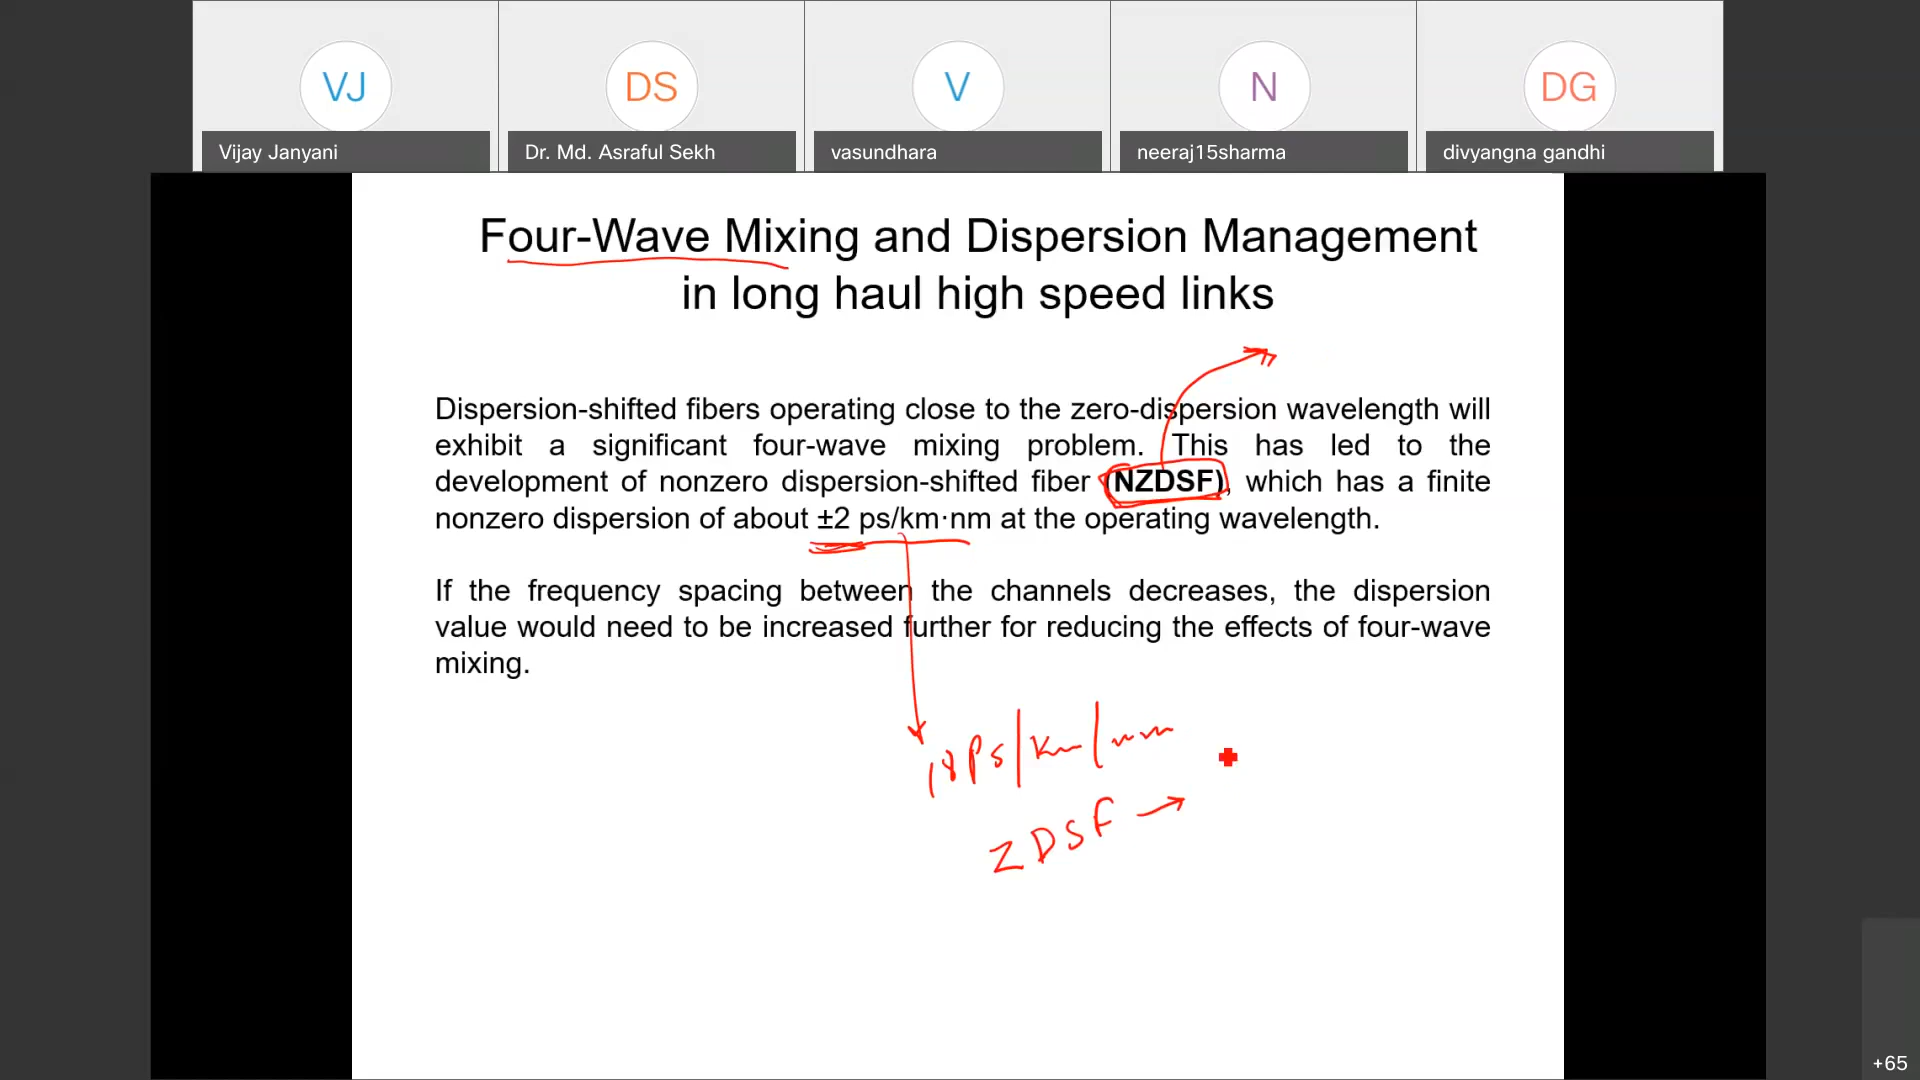 VJ DS V N DG
Vijay Janyani Dr. Md. Asraful Sekh vasundhara neeraj15sharma divyangna gandhi
Four-Wave Mixing and Dispersion Management
in long haul high speed links
Dispersion-shifted fibers operating close to the zero-dispersion wavelength will
exhibit a significant four-wave mixing problem. This has led to the
development of nonzero dispersion-shifted fiber (NZDSF), which has a finite
nonzero dispersion of about ±2 ps/km·nm at the operating wavelength.
If the frequency spacing between the channels decreases, the dispersion
value would need to be increased further for reducing the effects of four-wave
mixing.
18 Ps/km/nm
ZDSF →
+65